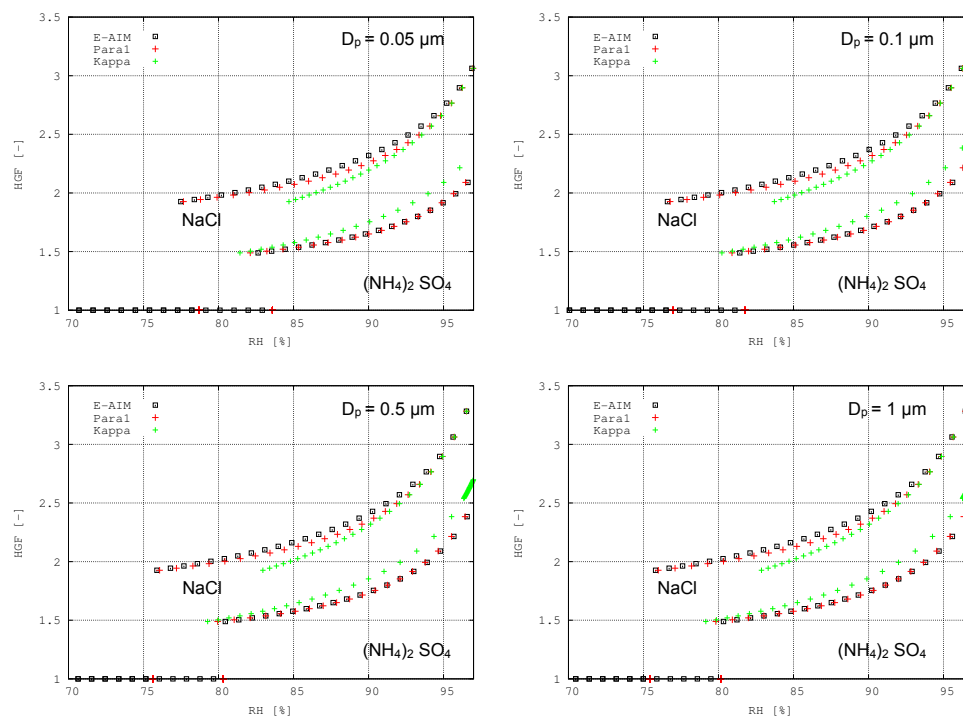 3.5
E-AIM
Para1
Kappa
Dp = 0.05 µm
3
2.5
HGF [-]
2
NaCl
1.5
(NH4)2 SO4
1
70 75 80 85 90 95
RH [%]
3.5
E-AIM
Para1
Kappa
Dp = 0.1 µm
3
2.5
HGF [-]
2
NaCl
1.5
(NH4)2 SO4
1
70 75 80 85 90 95
RH [%]
3.5
E-AIM
Para1
Kappa
Dp = 0.5 µm
3
2.5
HGF [-]
2
NaCl
1.5
(NH4)2 SO4
1
70 75 80 85 90 95
RH [%]
3.5
E-AIM
Para1
Kappa
Dp = 1 µm
3
2.5
HGF [-]
2
NaCl
1.5
(NH4)2 SO4
1
70 75 80 85 90 95
RH [%]